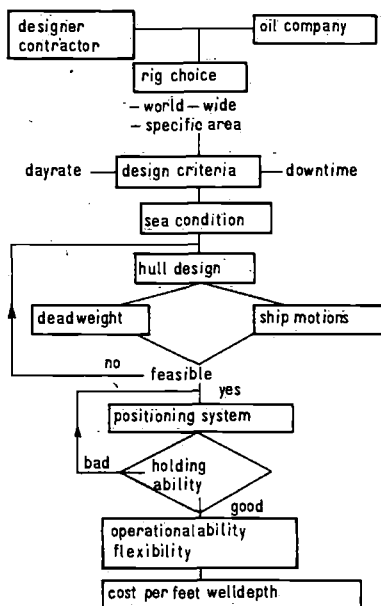 designer
contractor
oil company
rig choice
-world-wide
-specific area
dayrate
design criteria
downtime
sea condition
hull design
deadweight
ship motions
no
feasible
yes
positioning system
bad
holding
ability
good
operationalability
flexibility
cost per feet welldepth